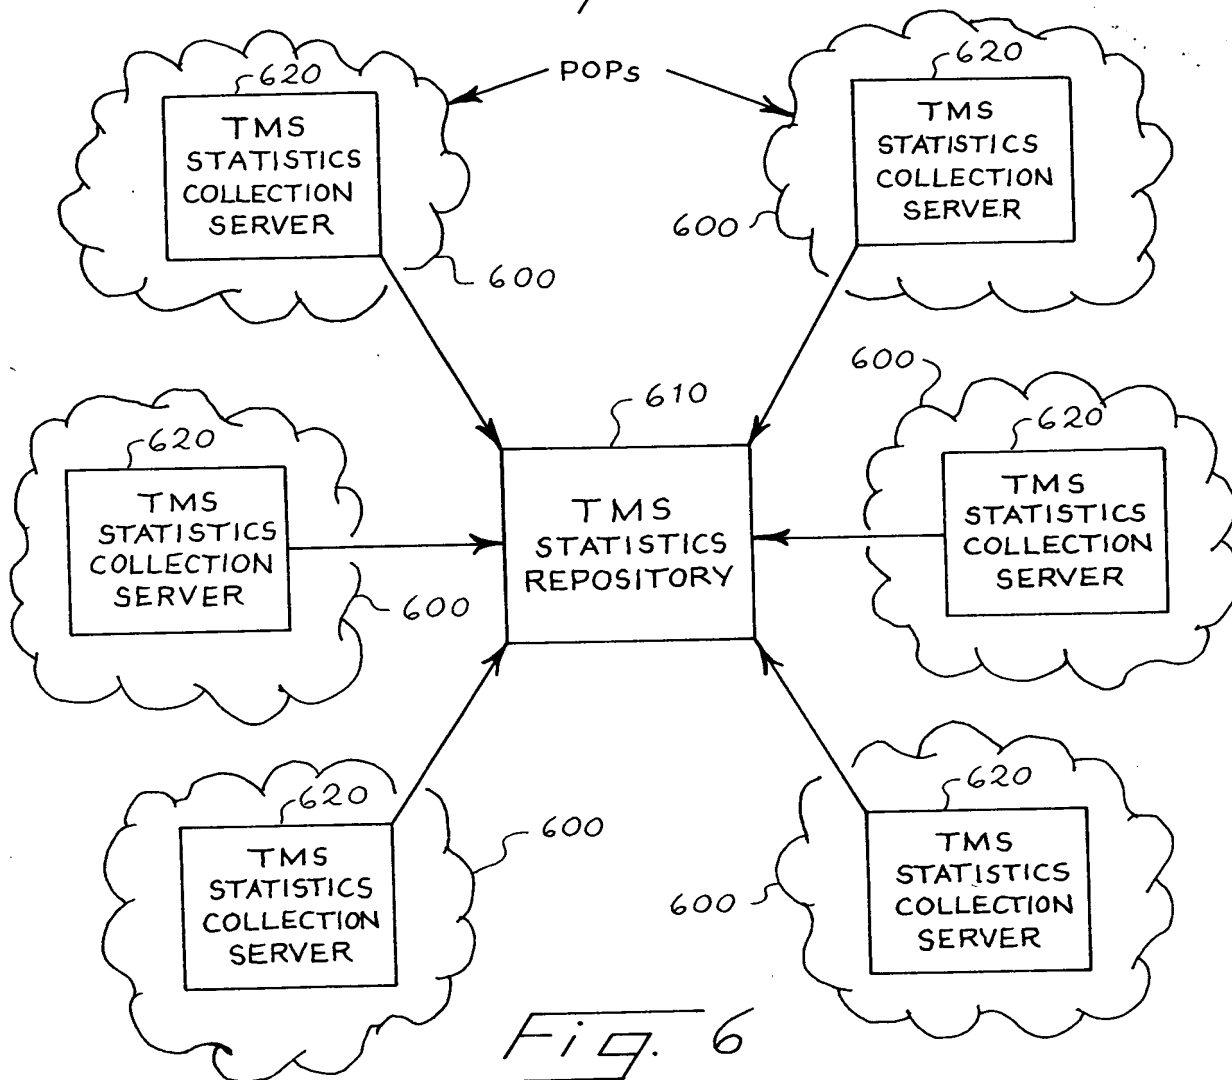 POPs
620
TMS
STATISTICS
COLLECTION
SERVER
600
620
TMS
STATISTICS
COLLECTION
SERVER
600
620
TMS
STATISTICS
COLLECTION
SERVER
600
610
TMS
STATISTICS
REPOSITORY
600
620
TMS
STATISTICS
COLLECTION
SERVER
620
TMS
STATISTICS
COLLECTION
SERVER
600
620
TMS
STATISTICS
COLLECTION
SERVER
600
Fig. 6